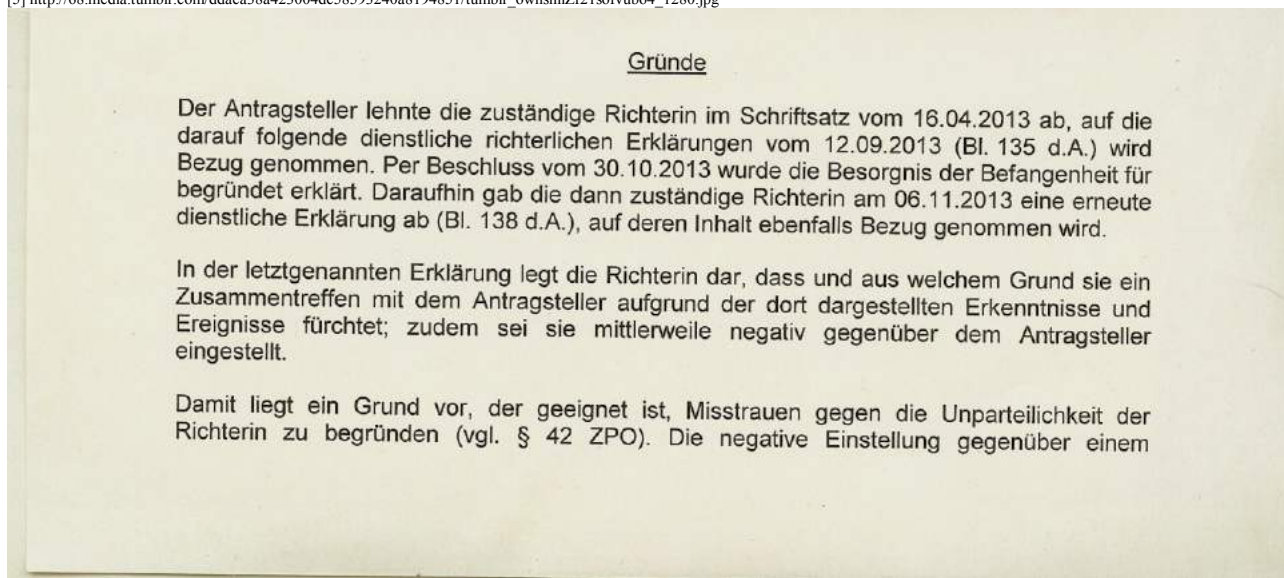 Gründe
Der Antragsteller lehnte die zuständige Richterin im Schriftsatz vom 16.04.2013 ab, auf die
darauf folgende dienstliche richterlichen Erklärungen vom 12.09.2013 (Bl. 135 d.A.) wird
Bezug genommen. Per Beschluss vom 30.10.2013 wurde die Besorgnis der Befangenheit für
begründet erklärt. Daraufhin gab die dann zuständige Richterin am 06.11.2013 eine erneute
dienstliche Erklärung ab (Bl. 138 d.A.), auf deren Inhalt ebenfalls Bezug genommen wird.
In der letztgenannten Erklärung legt die Richterin dar, dass und aus welchem Grund sie ein
Zusammentreffen mit dem Antragsteller aufgrund der dort dargestellten Erkenntnisse und
Ereignisse fürchtet; zudem sei sie mittlerweile negativ gegenüber dem Antragsteller
eingestellt.
Damit liegt ein Grund vor, der geeignet ist, Misstrauen gegen die Unparteilichkeit der
Richterin zu begründen (vgl. § 42 ZPO). Die negative Einstellung gegenüber einem